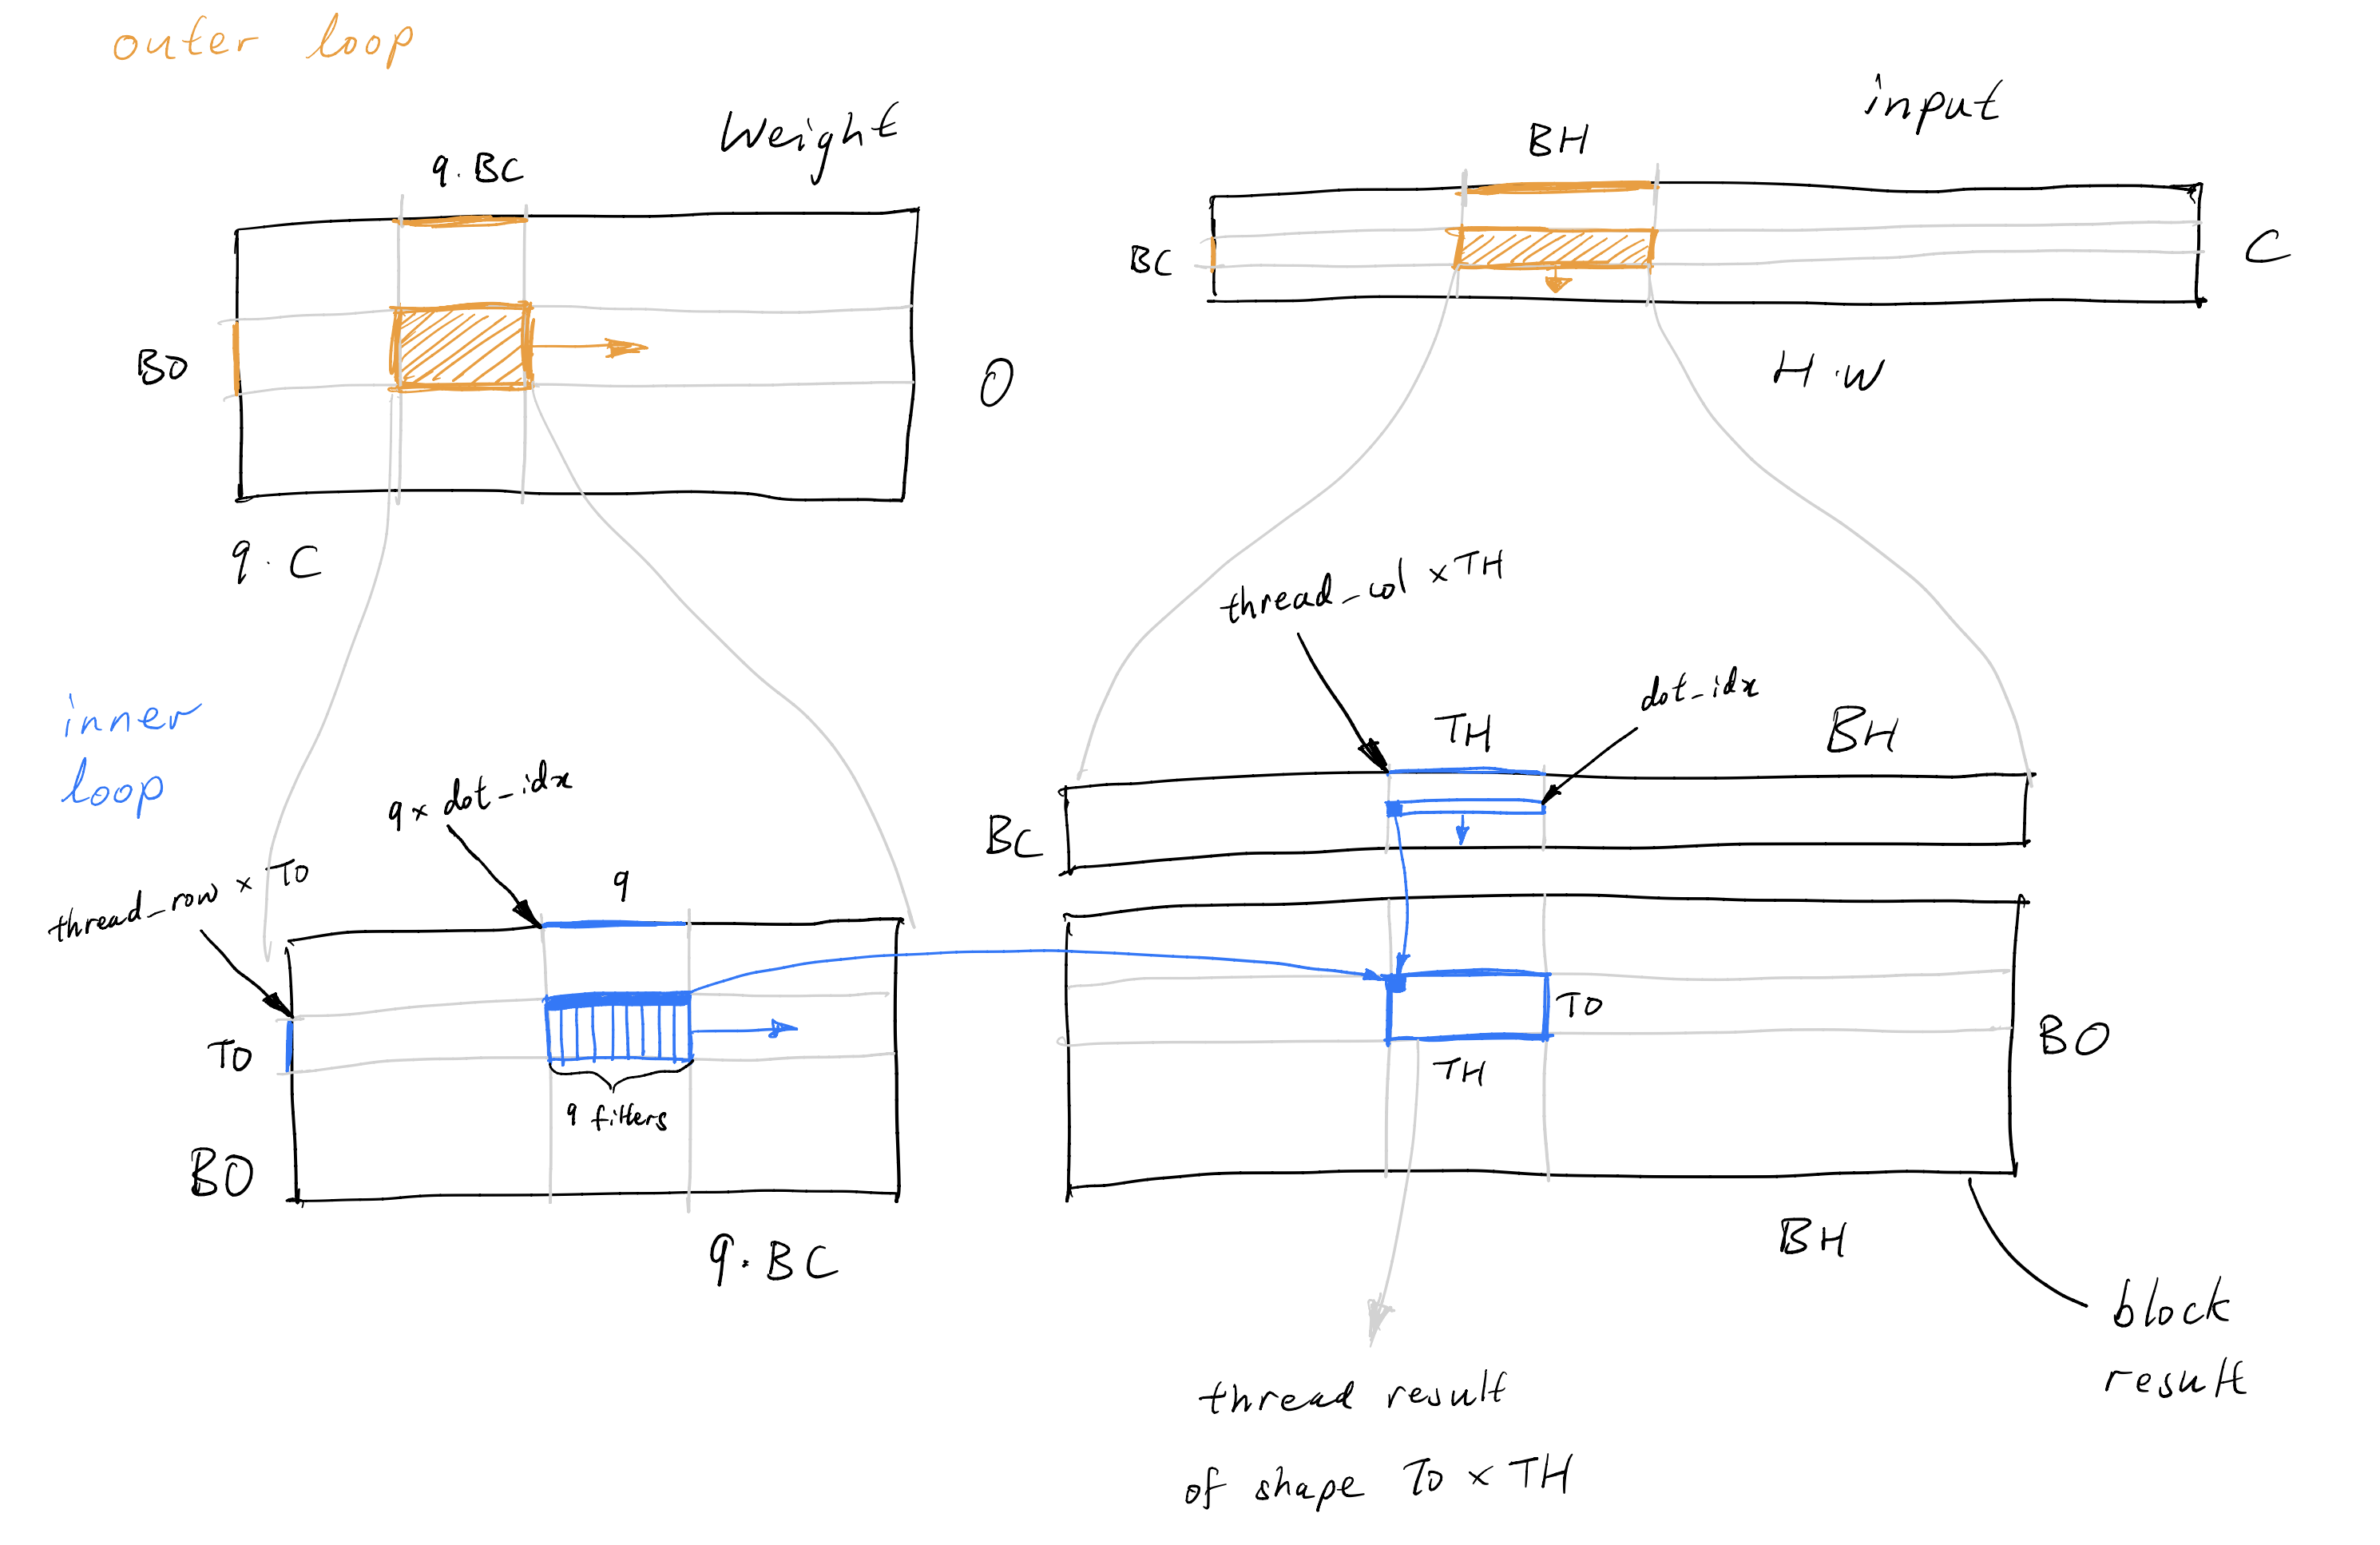 outer loop
Weight
9.BC
BO
O
9.C
input
BH
BC
C
H.W
inner
loop
thread_row × TO
9× dot_idx
9
TO
9 filters
BO
9.BC
thread_col × TH
dot_idx
TH
BH
BC
TO
TH
BO
BH
block
result
thread result
of shape TO × TH